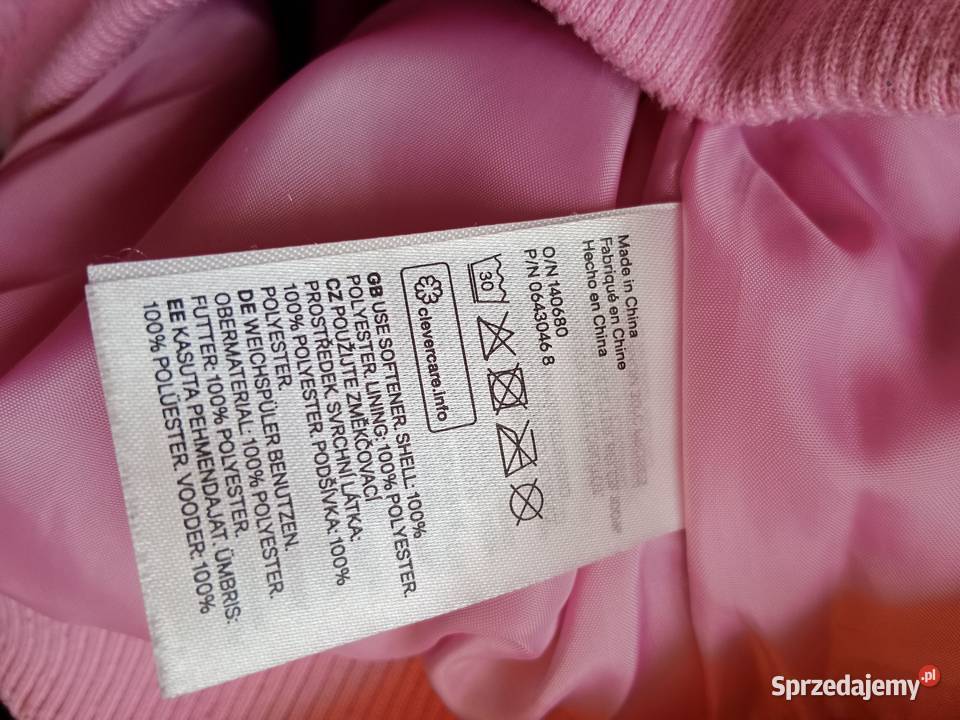 Made in China
Fabriqué en Chine
Hecho en China
O/N 140680
P/N 0643046 8
30
clevercare.info
GB USE SOFTENER. SHELL: 100%
POLYESTER. LINING: 100% POLYESTER.
CZ POUŽIJTE ZMĚKČOVACÍ
PROSTŘEDEK. SVRCHNÍ LÁTKA:
100% POLYESTER. PODŠÍVKA: 100%
POLYESTER.
DE WEICHSPÜLER BENUTZEN.
OBERMATERIAL: 100% POLYESTER.
FUTTER: 100% POLYESTER.
EE KASUTA PEHMENDAJAT. ÜMBRIS:
100% POLÜESTER. VOODER: 100%
Sprzedajemy.pl